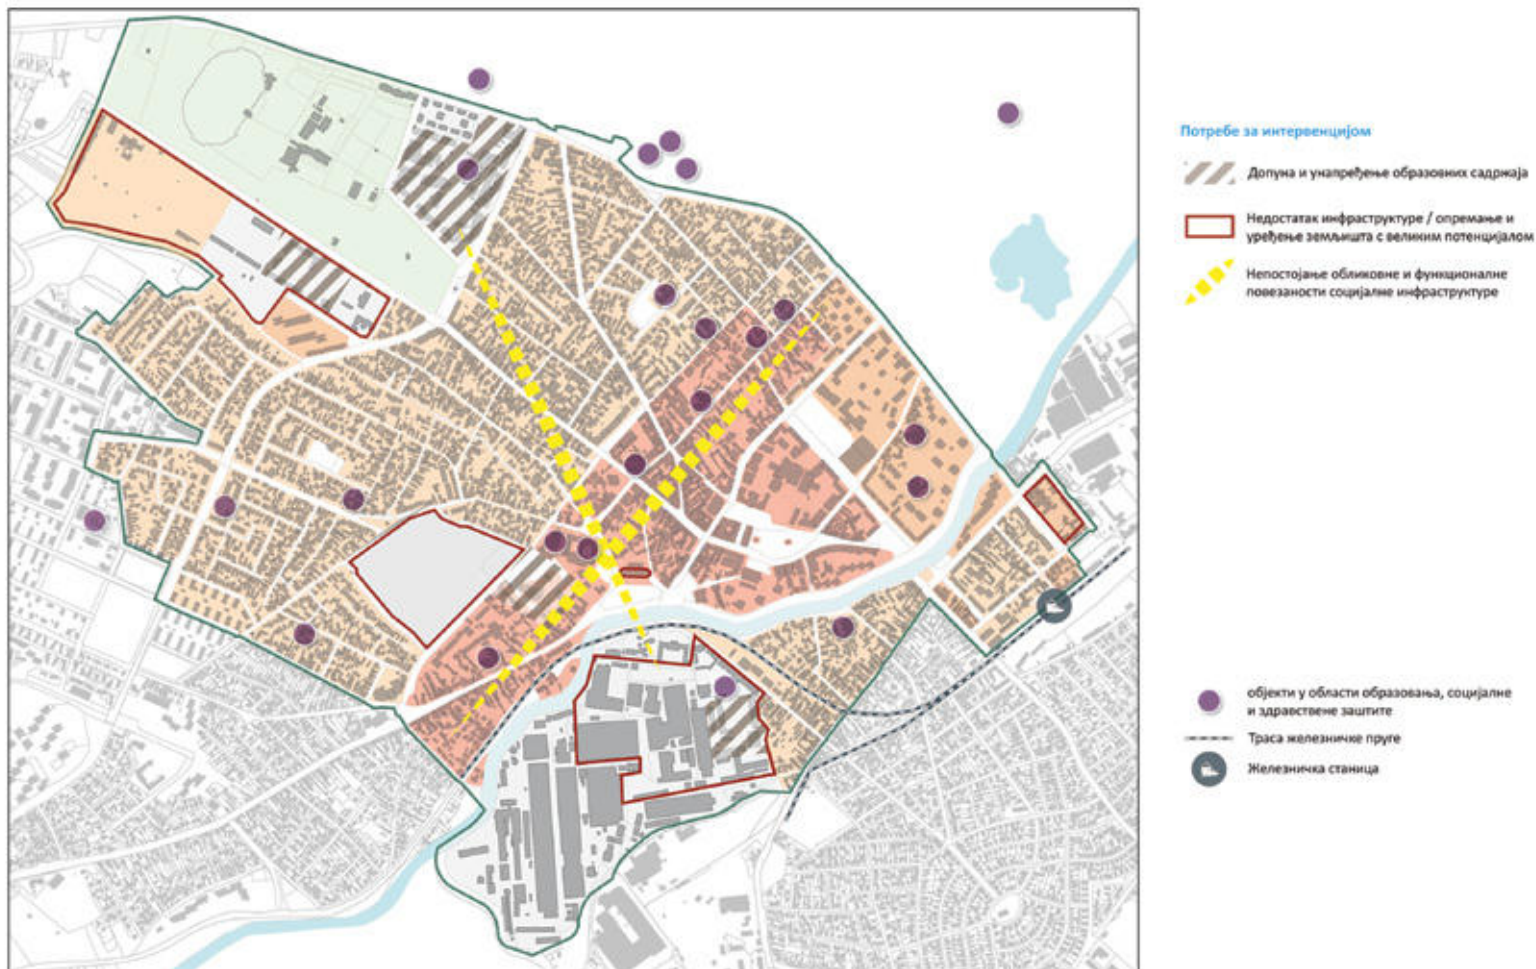 Потребе за интервенцијом
Допуна и унапређење образовних садржаја
Недостатак инфраструктуре / опремање и
уређење земљишта с великим потенцијалом
Непостојање обликовне и функционалне
повезаности социјалне инфраструктуре
објекти у области образовања, социјалне
и здравствене заштите
Траса железничке пруге
Железничка станица